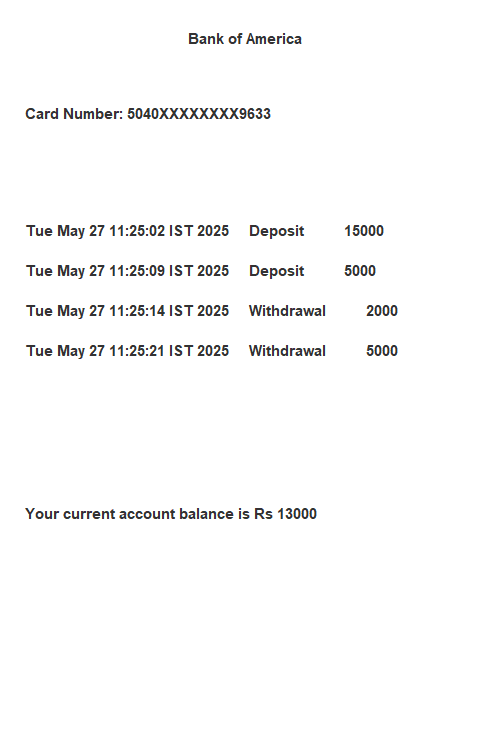 Bank of America
Card Number: 5040XXXXXXXX9633
Tue May 27 11:25:02 IST 2025 Deposit 15000
Tue May 27 11:25:09 IST 2025 Deposit 5000
Tue May 27 11:25:14 IST 2025 Withdrawal 2000
Tue May 27 11:25:21 IST 2025 Withdrawal 5000
Your current account balance is Rs 13000